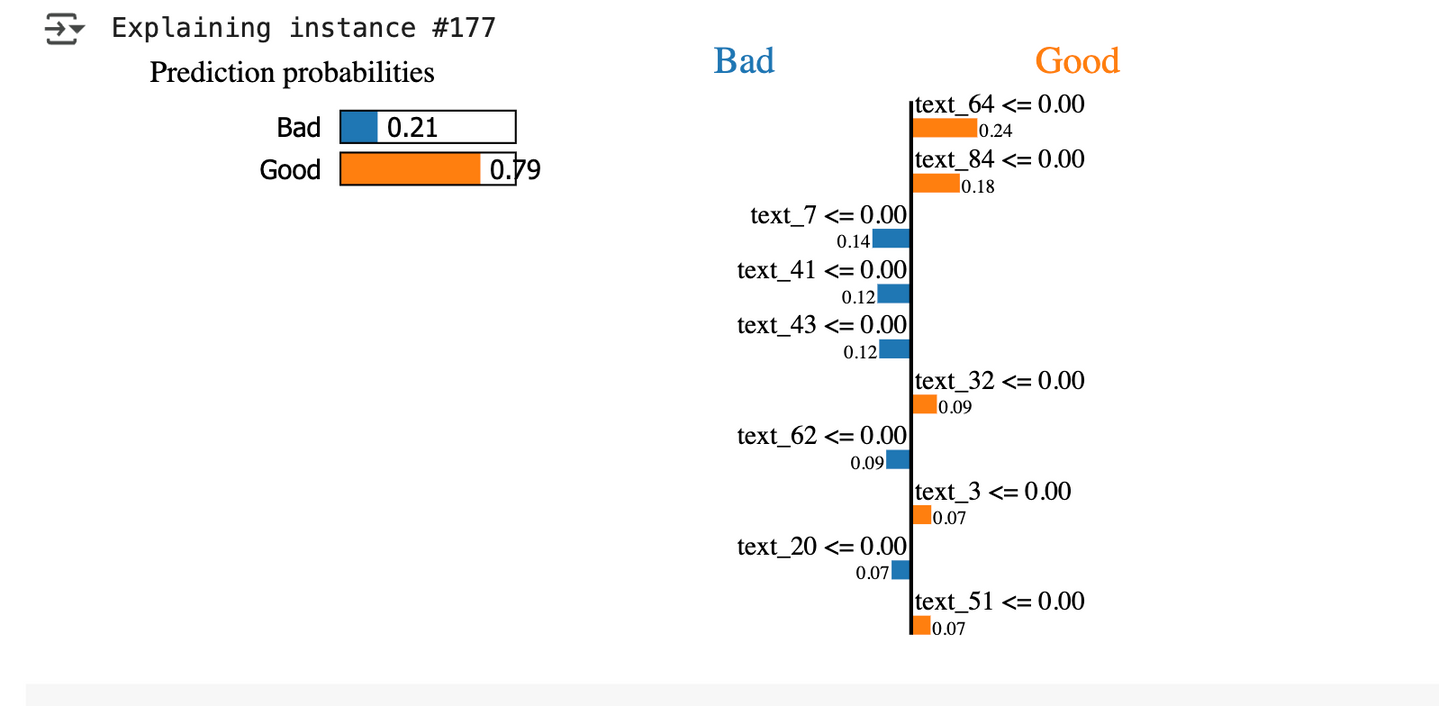 Explaining instance #177
Prediction probabilities
Bad 0.21
Good 0.79
Bad Good
text_64 <= 0.00
0.24
text_84 <= 0.00
0.18
text_7 <= 0.00
0.14
text_41 <= 0.00
0.12
text_43 <= 0.00
0.12
text_32 <= 0.00
0.09
text_62 <= 0.00
0.09
text_3 <= 0.00
0.07
text_20 <= 0.00
0.07
text_51 <= 0.00
0.07